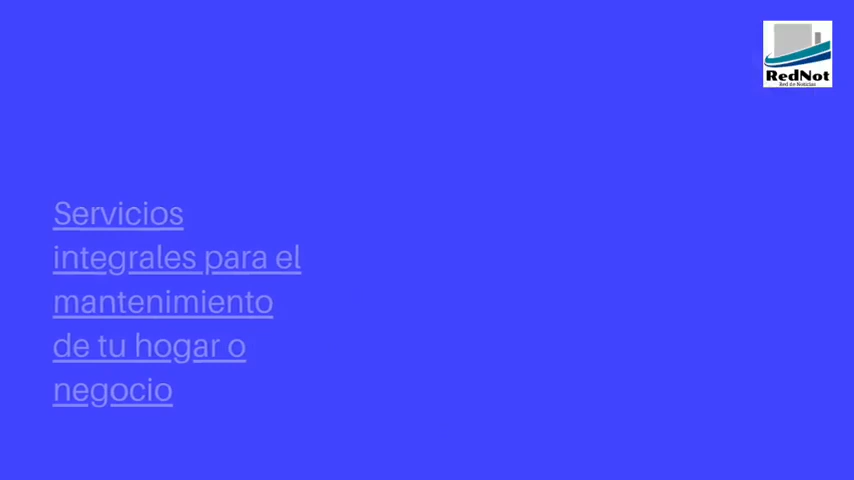 RedNot
Red de Noticias
Servicios
integrales para el
mantenimiento
de tu hogar o
negocio